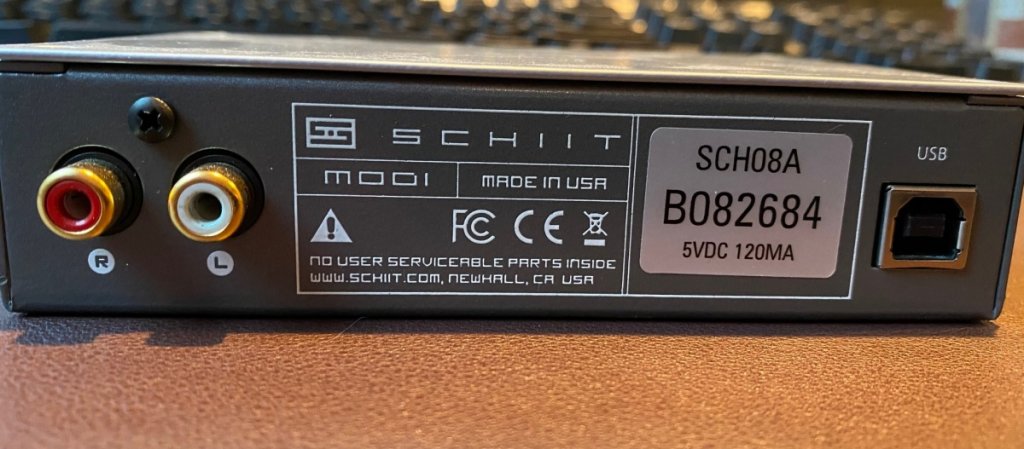 SCHIIT
MODI
MADE IN USA
FC CE
NO USER SERVICEABLE PARTS INSIDE
WWW.SCHIIT.COM, NEWHALL, CA USA
R
L
SCH08A
B082684
5VDC 120MA
USB